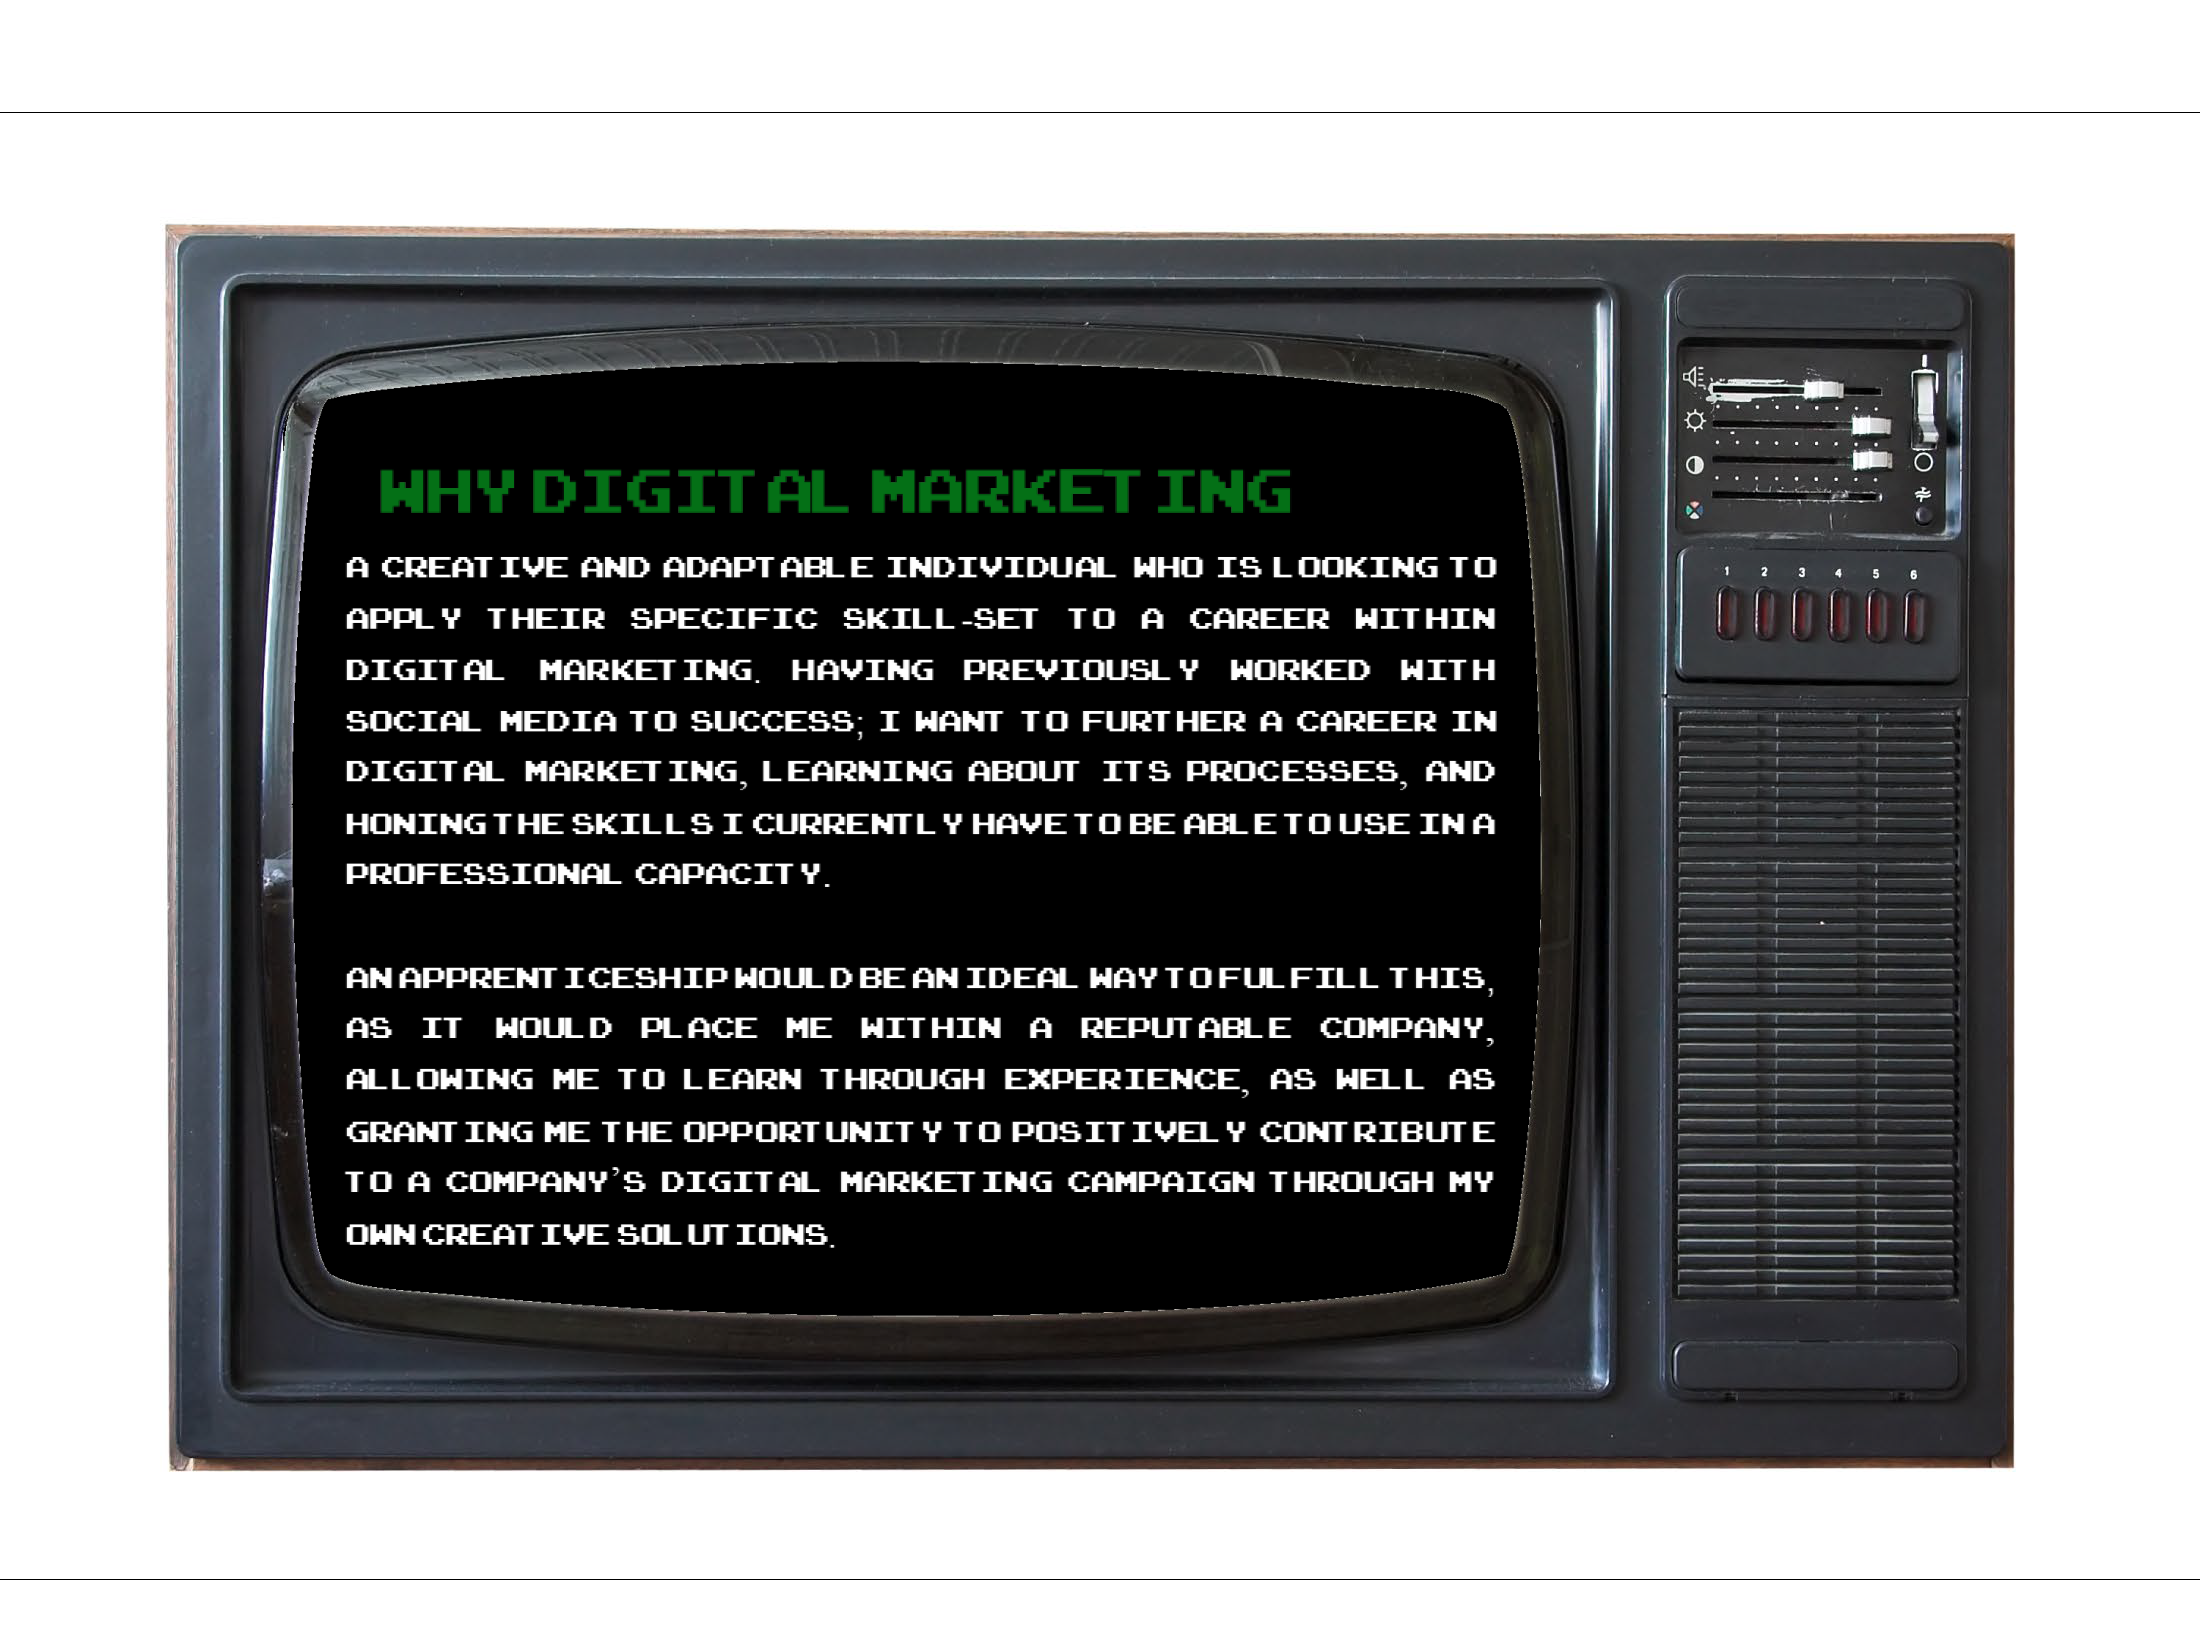 WHY DIGITAL MARKETING
A CREATIVE AND ADAPTABLE INDIVIDUAL WHO IS LOOKING TO
APPLY THEIR SPECIFIC SKILL-SET TO A CAREER WITHIN
DIGITAL MARKETING. HAVING PREVIOUSLY WORKED WITH
SOCIAL MEDIA TO SUCCESS; I WANT TO FURTHER A CAREER IN
DIGITAL MARKETING, LEARNING ABOUT ITS PROCESSES, AND
HONING THE SKILLS I CURRENTLY HAVE TO BE ABLE TO USE IN A
PROFESSIONAL CAPACITY.
AN APPRENTICESHIP WOULD BE AN IDEAL WAY TO FULFILL THIS,
AS IT WOULD PLACE ME WITHIN A REPUTABLE COMPANY,
ALLOWING ME TO LEARN THROUGH EXPERIENCE, AS WELL AS
GRANTING ME THE OPPORTUNITY TO POSITIVELY CONTRIBUTE
TO A COMPANY’S DIGITAL MARKETING CAMPAIGN THROUGH MY
OWN CREATIVE SOLUTIONS.
1 2 3 4 5 6